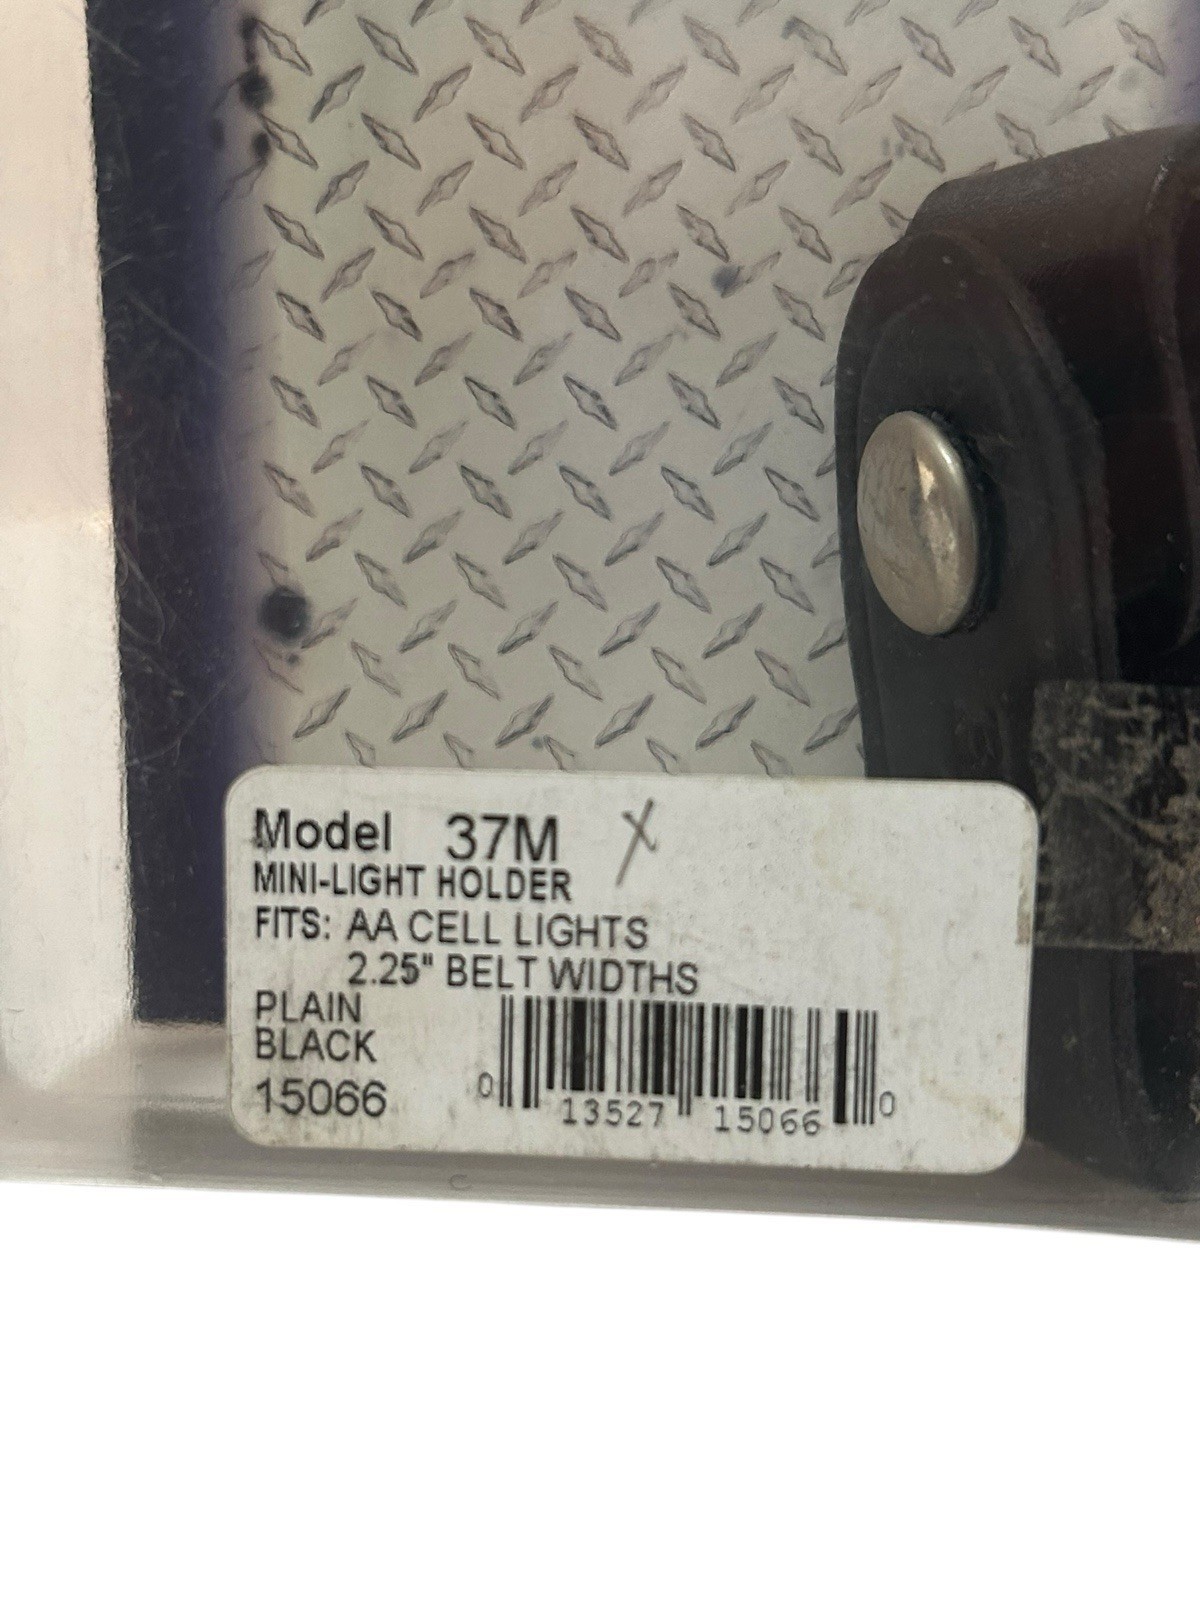 Model 37M X
MINI-LIGHT HOLDER
FITS: AA CELL LIGHTS
2.25" BELT WIDTHS
PLAIN
BLACK
15066
0 13527 15066 0